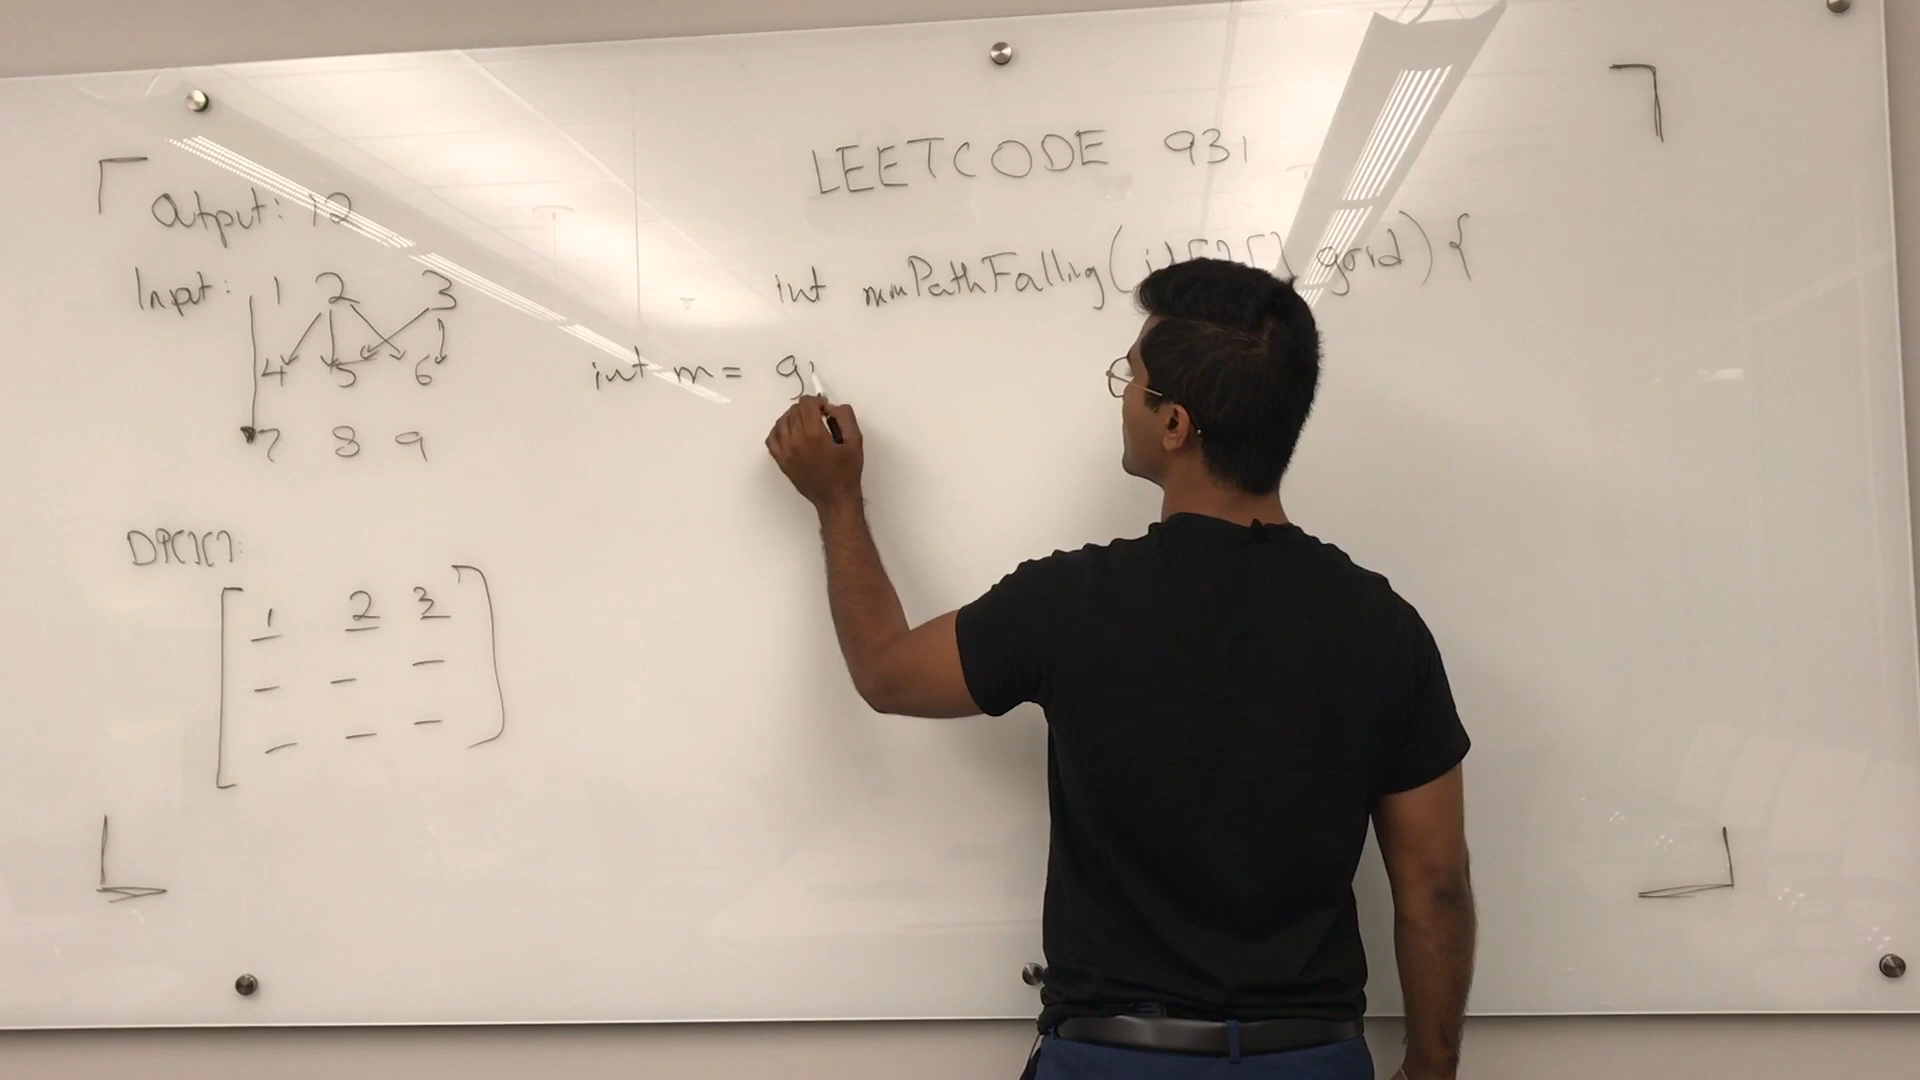 LEETCODE 931
Output: 12
Input: 1 2 3
4 5 6
7 8 9
DP[][]:
1 2 3
int minPathFalling( grid) {
int m = g